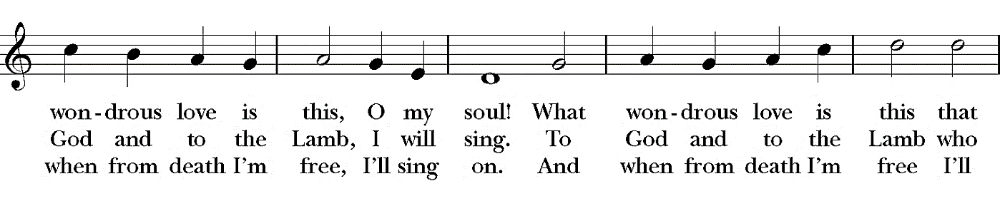 won-drous love is this, O my soul! What won-drous love is this that
God and to the Lamb, I will sing. To God and to the Lamb who
when from death I'm free, I'll sing on. And when from death I'm free I'll